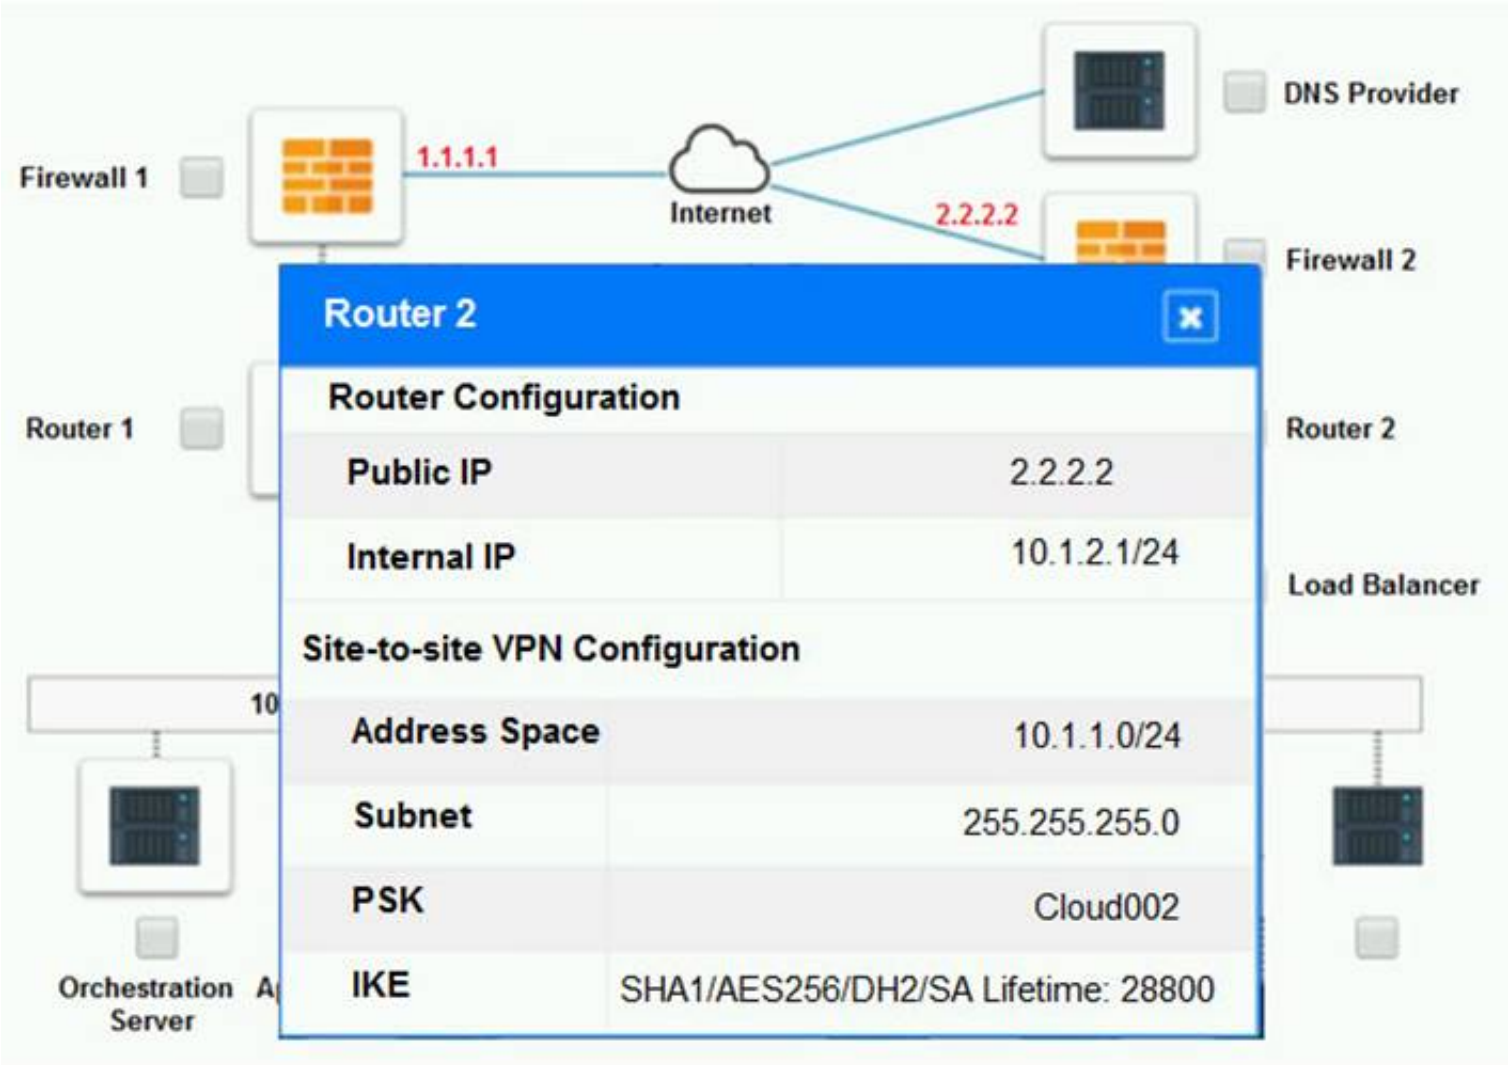 DNS Provider
Firewall 1
1.1.1.1
Internet
2.2.2.2
Firewall 2
Router 2
Router Configuration
Router 1
Router 2
Public IP 2.2.2.2
Internal IP 10.1.2.1/24
Load Balancer
Site-to-site VPN Configuration
10
Address Space 10.1.1.0/24
Subnet 255.255.255.0
PSK Cloud002
IKE SHA1/AES256/DH2/SA Lifetime: 28800
Orchestration
Server